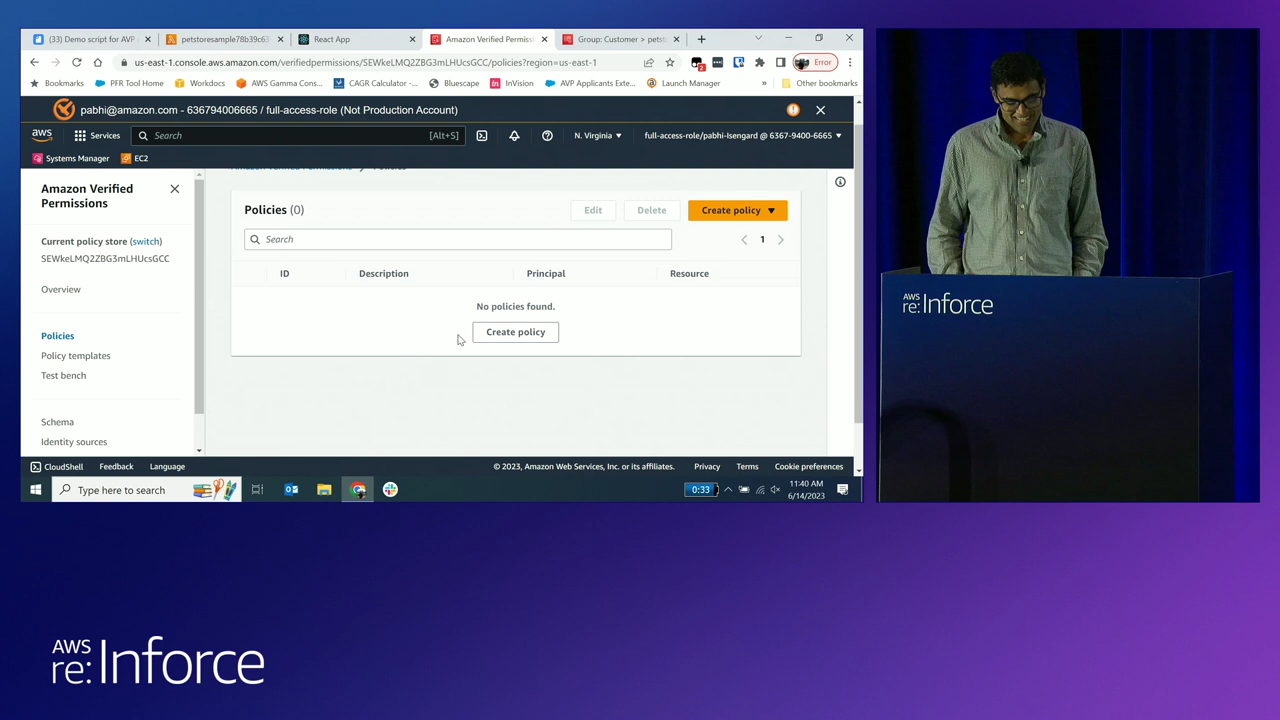 (33) Demo script for AVP
petstoresample78b39c63
React App
Amazon Verified Permiss
Group: Customer > pets
us-east-1.console.aws.amazon.com/verifiedpermissions/SEWkeLMQ2ZBG3mLHUcsGCC/policies?region=us-east-1
2
Error
Bookmarks
PFR Tool Home
Workdocs
AWS Gamma Cons...
CAGR Calculator -...
Bluescape
InVision
AVP Applicants Exte...
Launch Manager
Other bookmarks
pabhi@amazon.com - 636794006665 / full-access-role (Not Production Account)
aws
Services
Search
[Alt+S]
N. Virginia
full-access-role/pabhi-Isengard @ 6367-9400-6665
Systems Manager
EC2
Amazon Verified
Permissions
Current policy store (switch)
SEWkeLMQ2ZBG3mLHUcsGCC
Overview
Policies
Policy templates
Test bench
Schema
Identity sources
Policies (0)
Edit
Delete
Create policy
Search
1
ID
Description
Principal
Resource
No policies found.
Create policy
CloudShell
Feedback
Language
© 2023, Amazon Web Services, Inc. or its affiliates.
Privacy
Terms
Cookie preferences
Type here to search
0:33
11:40 AM
6/14/2023
AWS
re:Inforce
AWS
re:Inforce